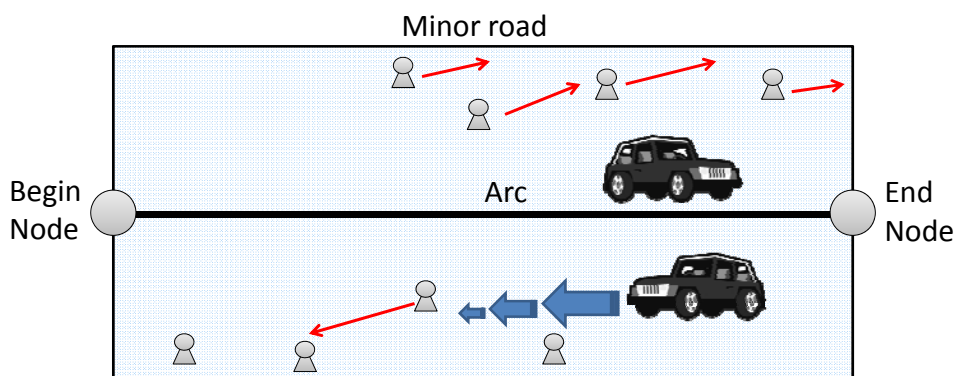 Minor road
Begin
Node
Arc
End
Node